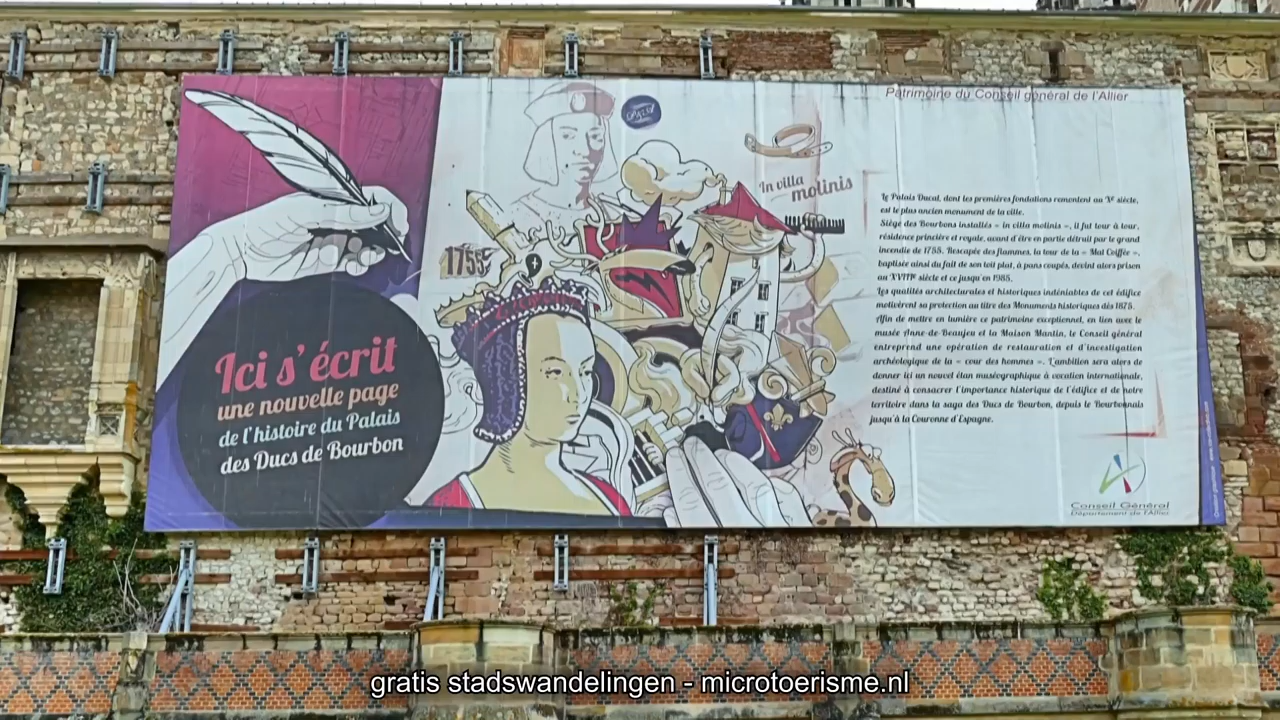 Patrimoine du Conseil général de l'Allier
In villa
molinis
1755
Le Palais Ducal, dont les premières fondations remontent au Xe siècle,
est le plus ancien monument de la ville.
Siège des Bourbons installés « in villa molinis », il fut tour à tour,
résidence princière et royale, avant d'être en partie détruit par le grand
incendie de 1755. Rescapée des flammes, la tour de la « Mal Coiffée »,
baptisée ainsi du fait de son toit plat, à pans coupés, devint alors prison
au XVIIIe siècle et ce jusqu'en 1985.
Les qualités architecturales et historiques indéniables de cet édifice
motivèrent sa protection au titre des Monuments historiques dès 1875.
Afin de mettre en lumière ce patrimoine exceptionnel, en lien avec le
musée Anne-de-Beaujeu et la Maison Mantin, le Conseil général
entreprend une opération de restauration et d'investigation
archéologique de la « cour des hommes ». L'ambition sera alors de
donner ici un nouvel élan muséographique à vocation internationale,
destiné à consacrer l'importance historique de l'édifice et de notre
territoire dans la saga des Ducs de Bourbon, depuis le Bourbonnais
jusqu'à la Couronne d'Espagne.
Ici s'écrit
une nouvelle page
de l'histoire du Palais
des Ducs de Bourbon
Conseil Général
Département de l'Allier
gratis stadswandelingen - microtoerisme.nl